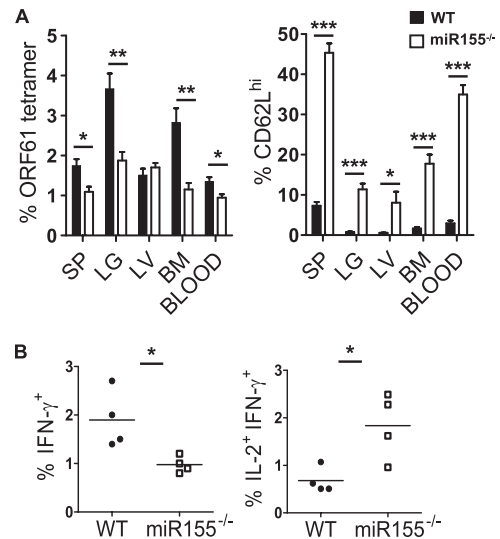 A
WT
miR155-/-
% ORF61 tetramer
5
4
3
2
1
0
*
**
**
*
SP
LG
LV
BM
BLOOD
% CD62Lhi
50
40
30
20
10
0
***
***
*
***
***
SP
LG
LV
BM
BLOOD
B
% IFN-γ+
3
2
1
0
*
WT
miR155-/-
% IL-2+ IFN-γ+
3
2
1
0
*
WT
miR155-/-